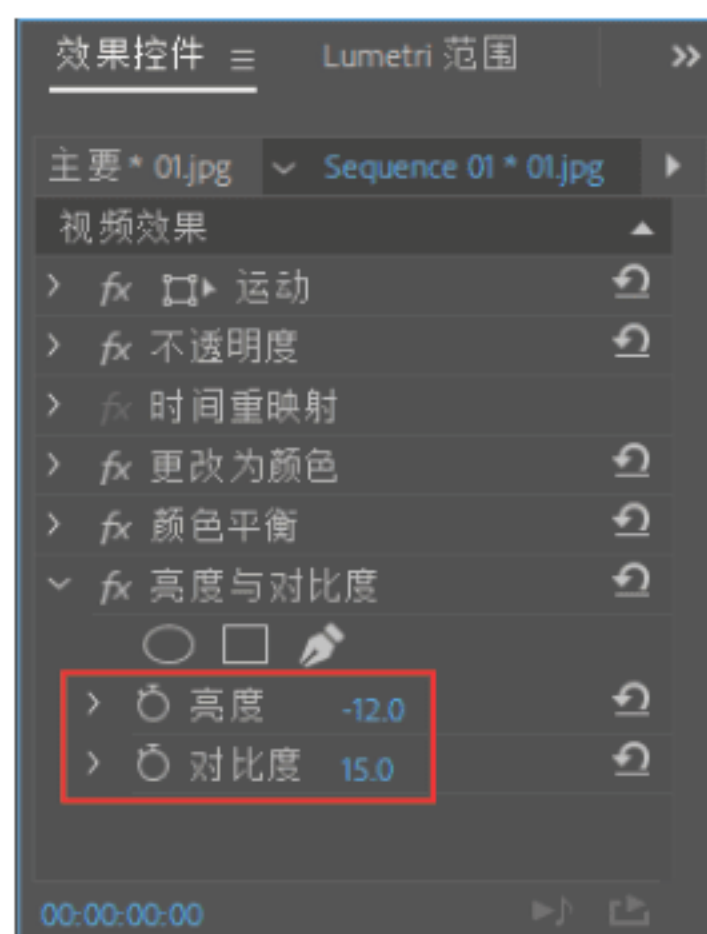 效果控件 Lumetri 范围
主要* 01.jpg Sequence 01 * 01.jpg
视频效果
fx 运动
fx 不透明度
fx 时间重映射
fx 更改为颜色
fx 颜色平衡
fx 亮度与对比度
亮度 -12.0
对比度 15.0
00:00:00:00